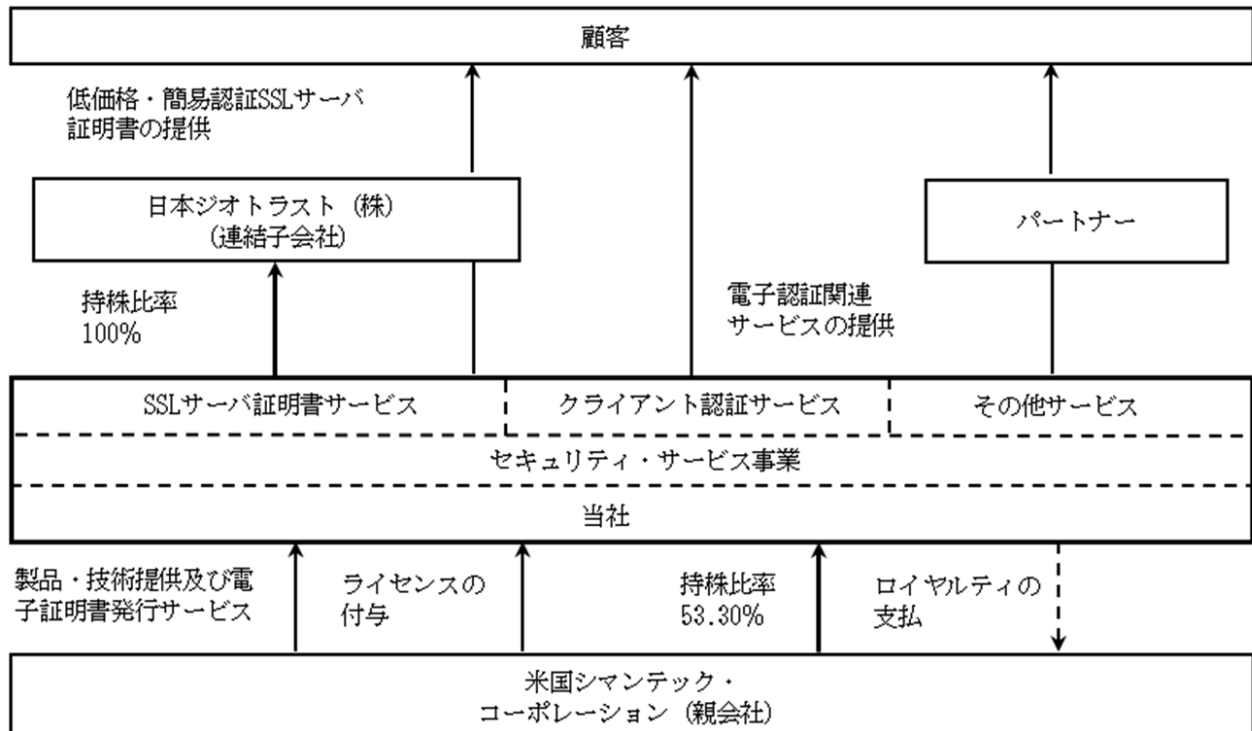 顧客
低価格・簡易認証SSLサーバ
証明書の提供
日本ジオトラスト (株)
(連結子会社)
パートナー
持株比率
100%
電子認証関連
サービスの提供
SSLサーバ証明書サービス
クライアント認証サービス
その他サービス
セキュリティ・サービス事業
当社
製品・技術提供及び電
子証明書発行サービス
ライセンスの
付与
持株比率
53.30%
ロイヤルティの
支払
米国シマンテック・
コーポレーション (親会社)